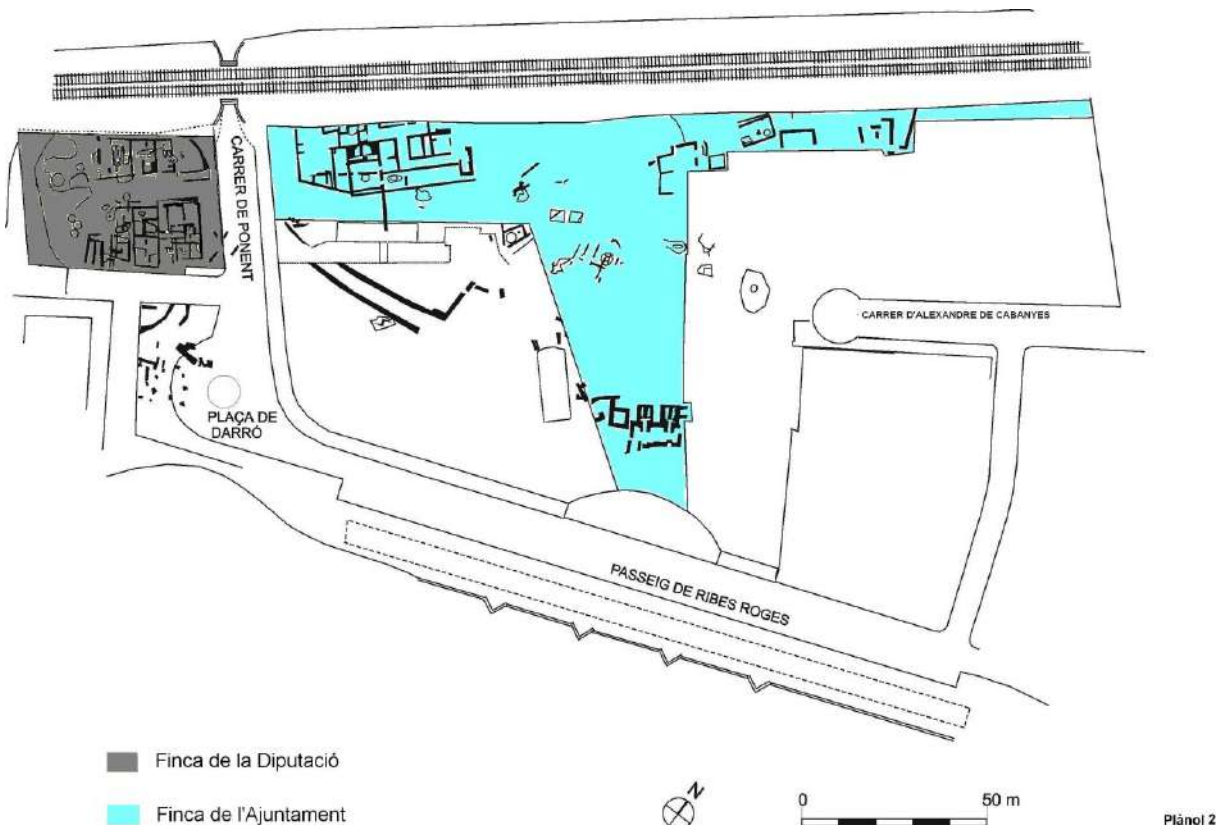 CARRER DE PONENT
CARRER D'ALEXANDRE DE CABANYES
PLAÇA DE
DARRÓ
PASSEIG DE RIBES ROGES
Finca de la Diputació
Finca de l'Ajuntament
N
0 50 m
Plànol 2